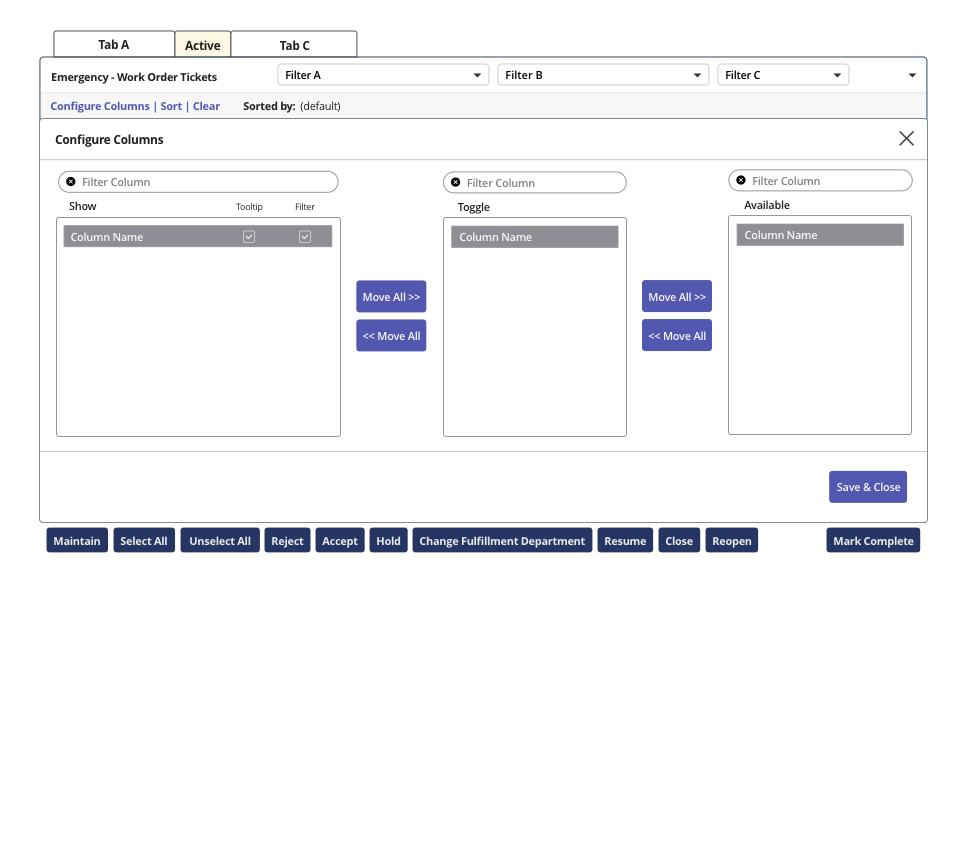 Tab A Active Tab C
Emergency - Work Order Tickets Filter A Filter B Filter C
Configure Columns | Sort | Clear Sorted by: (default)
Configure Columns
Filter Column Filter Column Filter Column
Show Tooltip Filter Toggle Available
Column Name Column Name Column Name
Move All >> Move All >>
<< Move All << Move All
Save & Close
Maintain Select All Unselect All Reject Accept Hold Change Fulfillment Department Resume Close Reopen Mark Complete